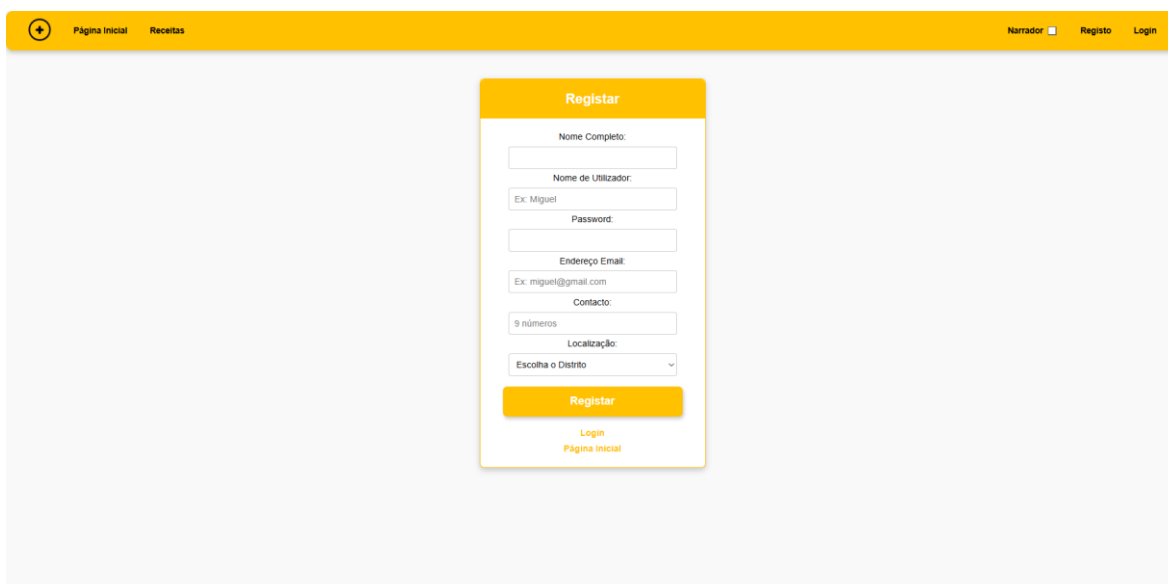 Página Inicial Receitas Narrador Registo Login
Registar
Nome Completo:
Nome de Utilizador:
Ex: Miguel
Password:
Endereço Email:
Ex: miguel@gmail.com
Contacto:
9 números
Localização:
Escolha o Distrito
Registar
Login
Página Inicial